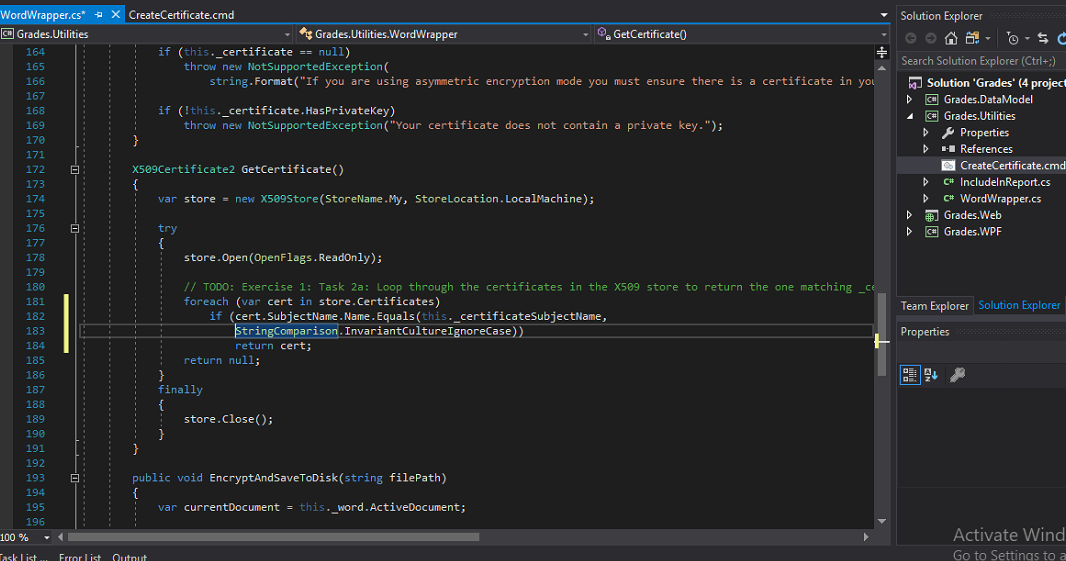 WordWrapper.cs*
CreateCertificate.cmd
Solution Explorer
Grades.Utilities
Grades.Utilities.WordWrapper
GetCertificate()
Search Solution Explorer (Ctrl+;)
164 if (this._certificate == null)
165 throw new NotSupportedException(
166 string.Format("If you are using asymmetric encryption mode you must ensure there is a certificate in you
167
168 if (!this._certificate.HasPrivateKey)
169 throw new NotSupportedException("Your certificate does not contain a private key.");
170 }
171
172 X509Certificate2 GetCertificate()
173 {
174 var store = new X509Store(StoreName.My, StoreLocation.LocalMachine);
175
176 try
177 {
178 store.Open(OpenFlags.ReadOnly);
179
180 // TODO: Exercise 1: Task 2a: Loop through the certificates in the X509 store to return the one matching _ce
181 foreach (var cert in store.Certificates)
182 if (cert.SubjectName.Name.Equals(this._certificateSubjectName,
183 StringComparison.InvariantCultureIgnoreCase))
184 return cert;
185 return null;
186 }
187 finally
188 {
189 store.Close();
190 }
191 }
192
193 public void EncryptAndSaveToDisk(string filePath)
194 {
195 var currentDocument = this._word.ActiveDocument;
196
100 %
Task List...
Error List
Output
Solution 'Grades' (4 project
Grades.DataModel
Grades.Utilities
Properties
References
CreateCertificate.cmd
IncludeInReport.cs
WordWrapper.cs
Grades.Web
Grades.WPF
Team Explorer
Solution Explorer
Properties
Activate Wind
Go to Settings to a